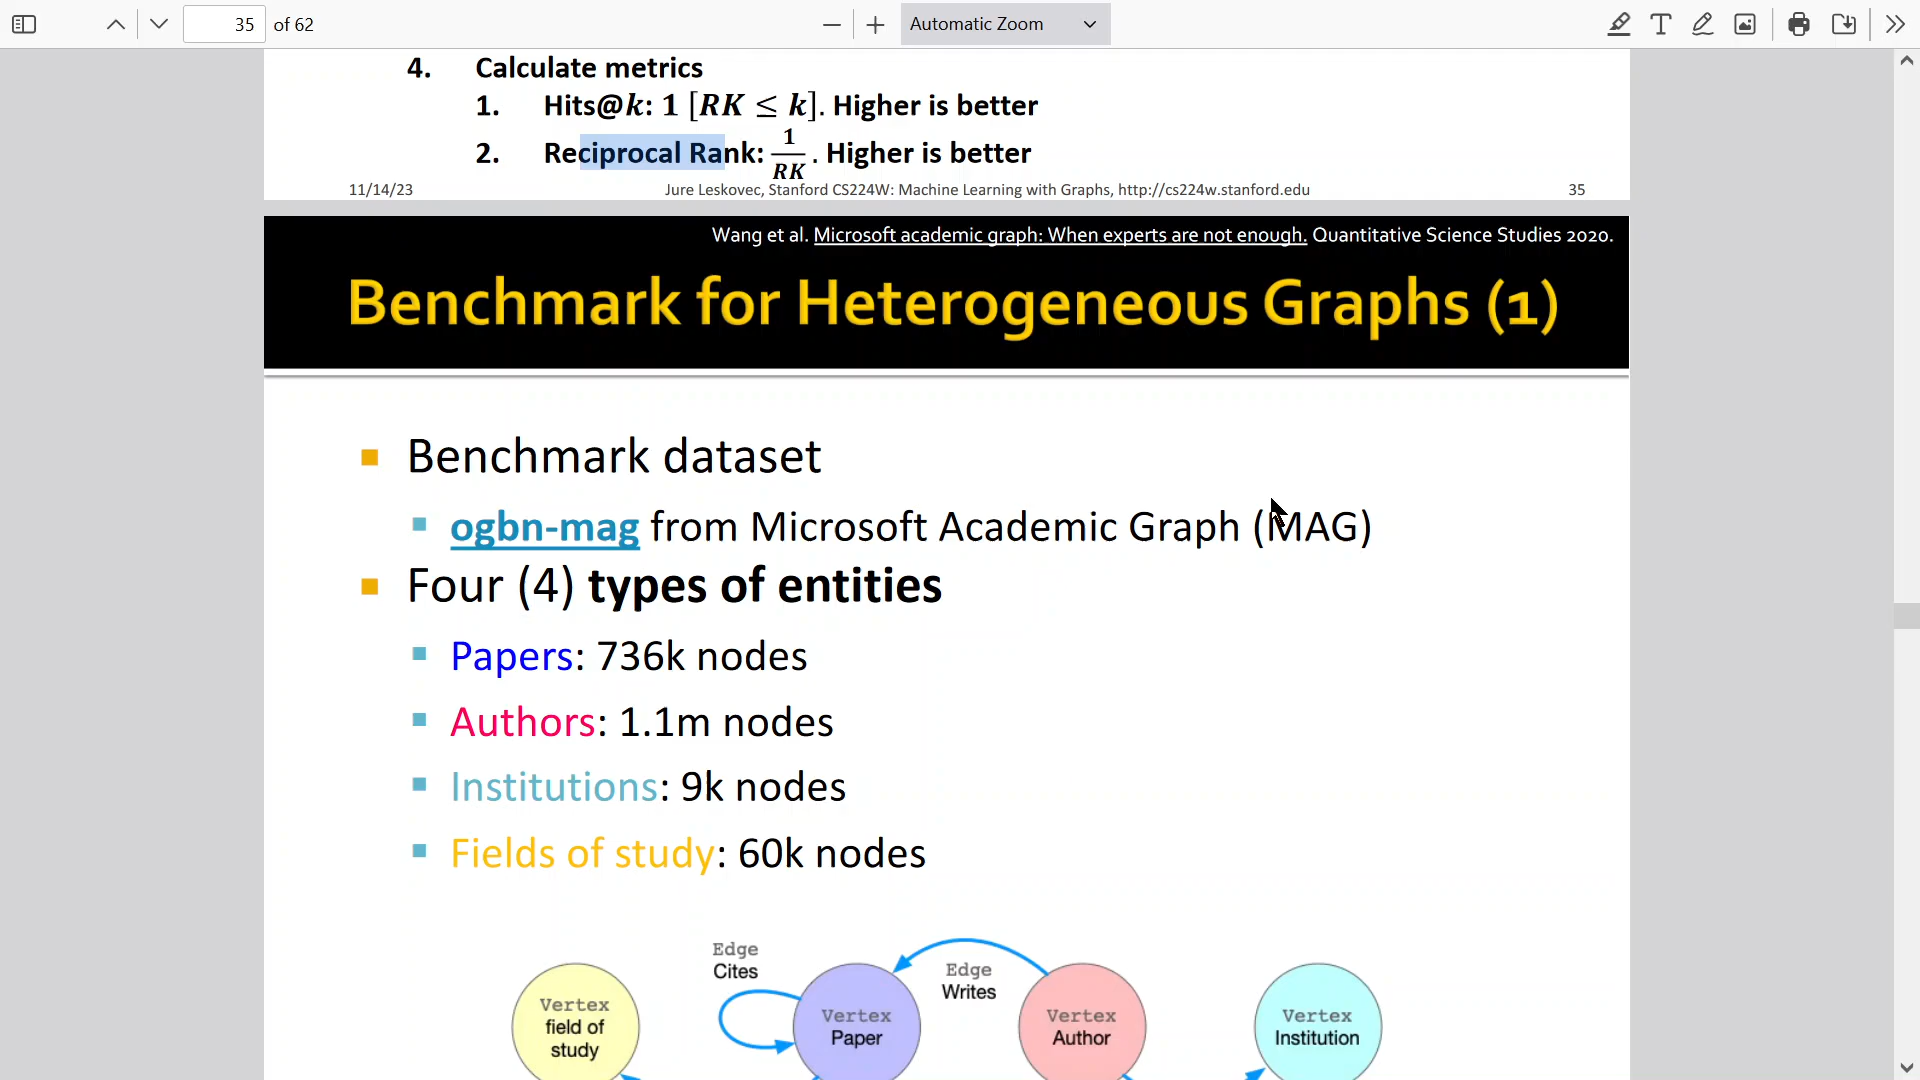 35 of 62 Automatic Zoom
4. Calculate metrics
1. Hits@k: 1 [RK ≤ k]. Higher is better
2. Reciprocal Rank: 1/RK. Higher is better
11/14/23 Jure Leskovec, Stanford CS224W: Machine Learning with Graphs, http://cs224w.stanford.edu 35
Wang et al. Microsoft academic graph: When experts are not enough. Quantitative Science Studies 2020.
Benchmark for Heterogeneous Graphs (1)
Benchmark dataset
ogbn-mag from Microsoft Academic Graph (MAG)
Four (4) types of entities
Papers: 736k nodes
Authors: 1.1m nodes
Institutions: 9k nodes
Fields of study: 60k nodes
Edge
Cites
Edge
Writes
Vertex
field of
study
Vertex
Paper
Vertex
Author
Vertex
Institution